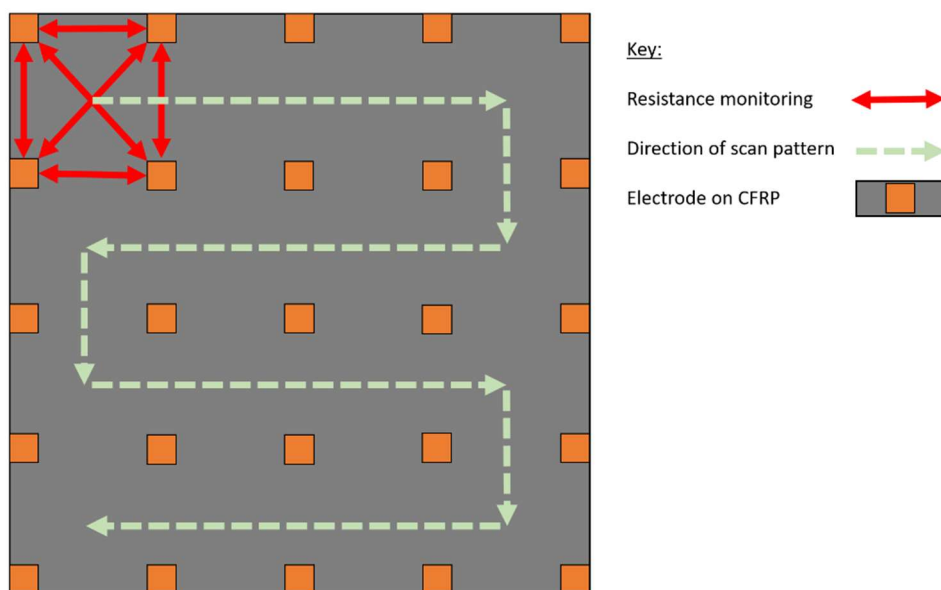 Key:
Resistance monitoring
Direction of scan pattern
Electrode on CFRP